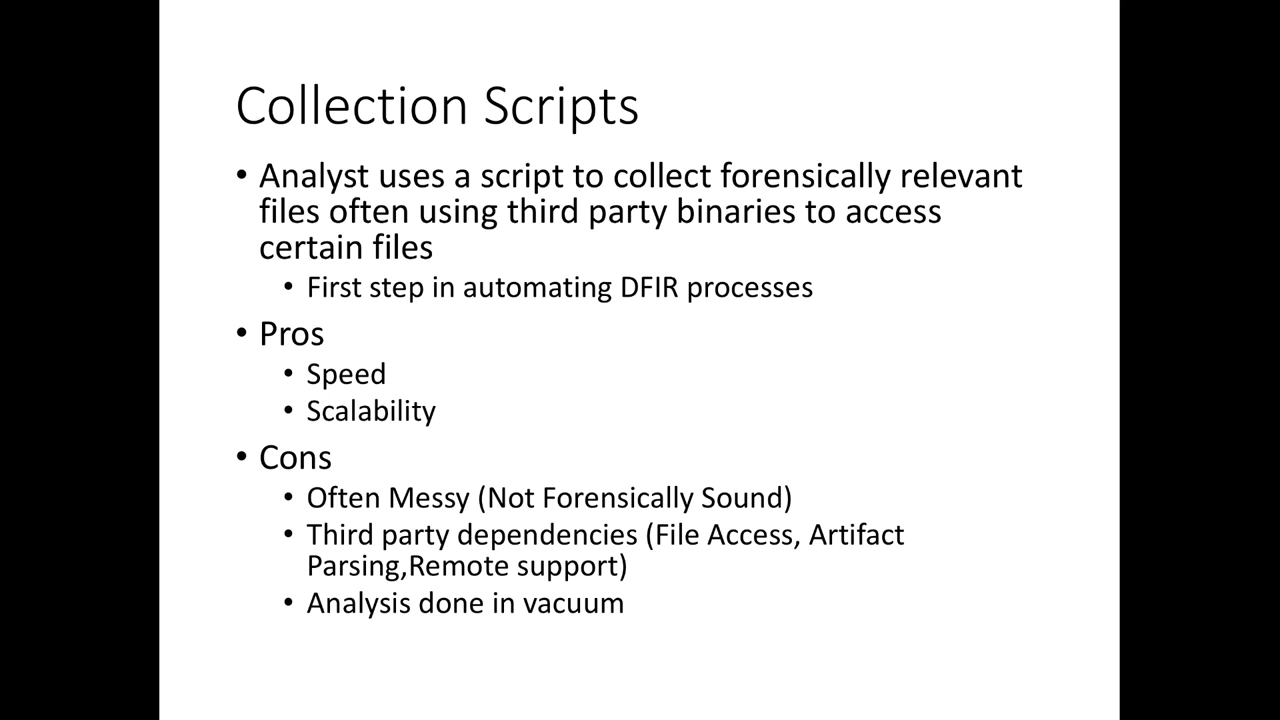 Collection Scripts
• Analyst uses a script to collect forensically relevant
files often using third party binaries to access
certain files
• First step in automating DFIR processes
• Pros
• Speed
• Scalability
• Cons
• Often Messy (Not Forensically Sound)
• Third party dependencies (File Access, Artifact
Parsing,Remote support)
• Analysis done in vacuum